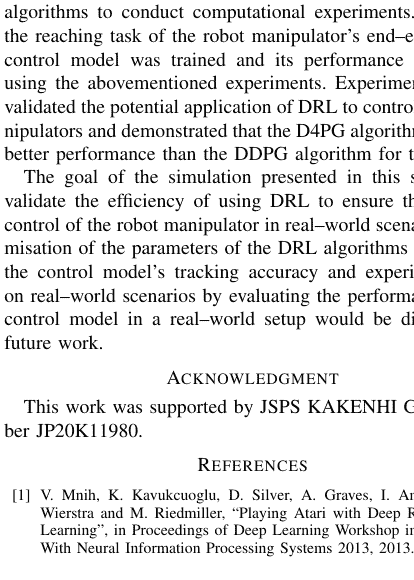 algorithms to conduct computational experiments.
the reaching task of the robot manipulator's end–e
control model was trained and its performance
using the abovementioned experiments. Experimen
validated the potential application of DRL to contro
nipulators and demonstrated that the D4PG algorithm
better performance than the DDPG algorithm for t
The goal of the simulation presented in this s
validate the efficiency of using DRL to ensure th
control of the robot manipulator in real–world scena
misation of the parameters of the DRL algorithms
the control model's tracking accuracy and experi
on real–world scenarios by evaluating the performa
control model in a real–world setup would be di
future work.
ACKNOWLEDGMENT
This work was supported by JSPS KAKENHI G
ber JP20K11980.
REFERENCES
[1] V. Mnih, K. Kavukcuoglu, D. Silver, A. Graves, I. An
Wierstra and M. Riedmiller, “Playing Atari with Deep R
Learning”, in Proceedings of Deep Learning Workshop in
With Neural Information Processing Systems 2013, 2013.